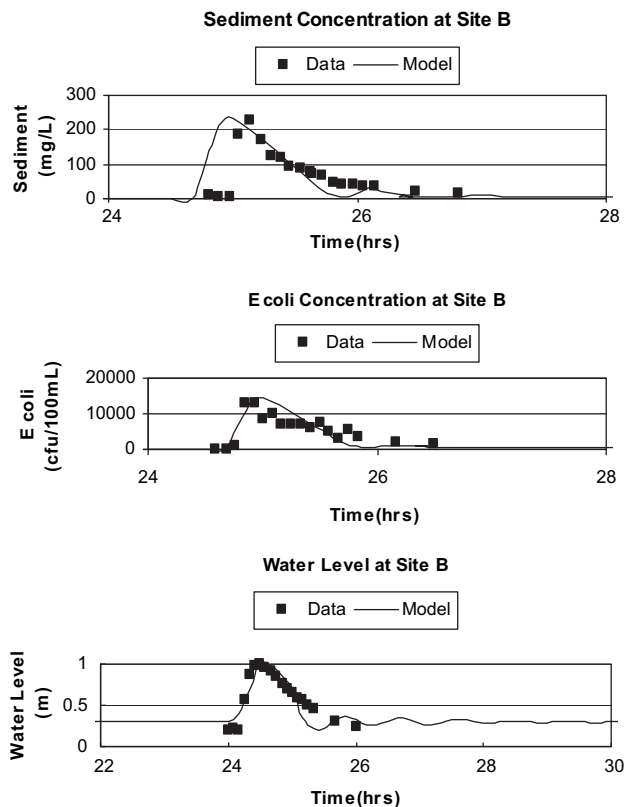 Sediment Concentration at Site B
Data Model
300
200
100
0
Sediment
(mg/L)
24 26 28
Time(hrs)
E coli Concentration at Site B
Data Model
20000
10000
0
E coli
(cfu/100mL)
24 26 28
Time(hrs)
Water Level at Site B
Data Model
1
0.5
0
Water Level
(m)
22 24 26 28 30
Time(hrs)